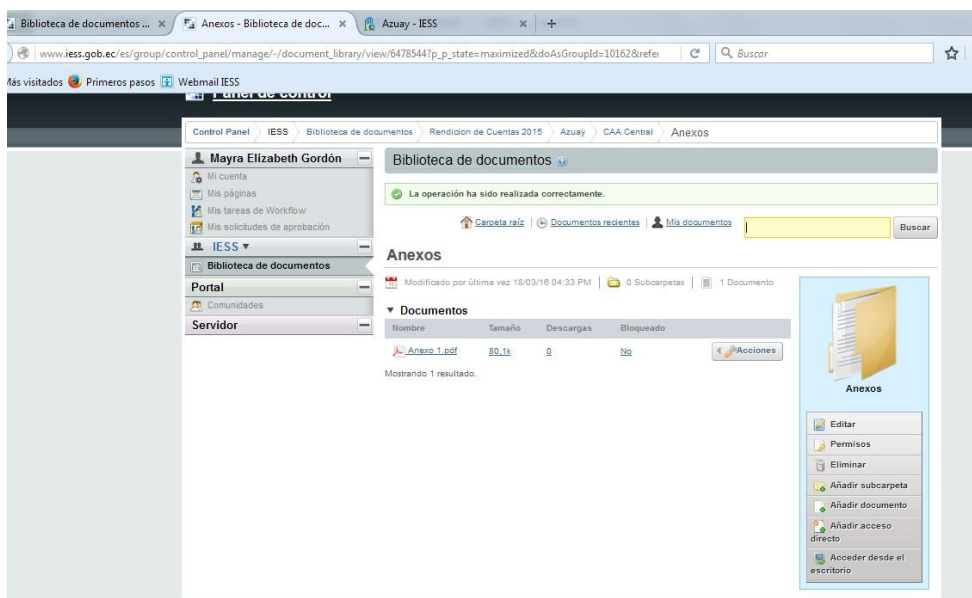 Biblioteca de documentos ... ×
Anexos - Biblioteca de doc... ×
Azuay - IESS ×
www.iess.gob.ec/es/group/control_panel/manage/-/document_library/view/6478544?p_p_state=maximized&doAsGroupId=10162&refer
Buscar
Más visitados Primeros pasos Webmail IESS
Panel de control
Control Panel IESS Biblioteca de documentos Rendicion de Cuentas 2015 Azuay CAA Central Anexos
Mayra Elizabeth Gordón
Mi cuenta
Mis páginas
Mis tareas de Workflow
Mis solicitudes de aprobación
IESS ▾
Biblioteca de documentos
Portal
Comunidades
Servidor
Biblioteca de documentos
La operación ha sido realizada correctamente.
Carpeta raíz Documentos recientes Mis documentos Buscar
Anexos
Modificado por última vez 18/03/16 04:33 PM 0 Subcarpetas 1 Documento
▾ Documentos
Nombre Tamaño Descargas Bloqueado
Anexo 1.pdf 80,1k 0 No Acciones
Mostrando 1 resultado.
Anexos
Editar
Permisos
Eliminar
Añadir subcarpeta
Añadir documento
Añadir acceso
directo
Acceder desde el
escritorio